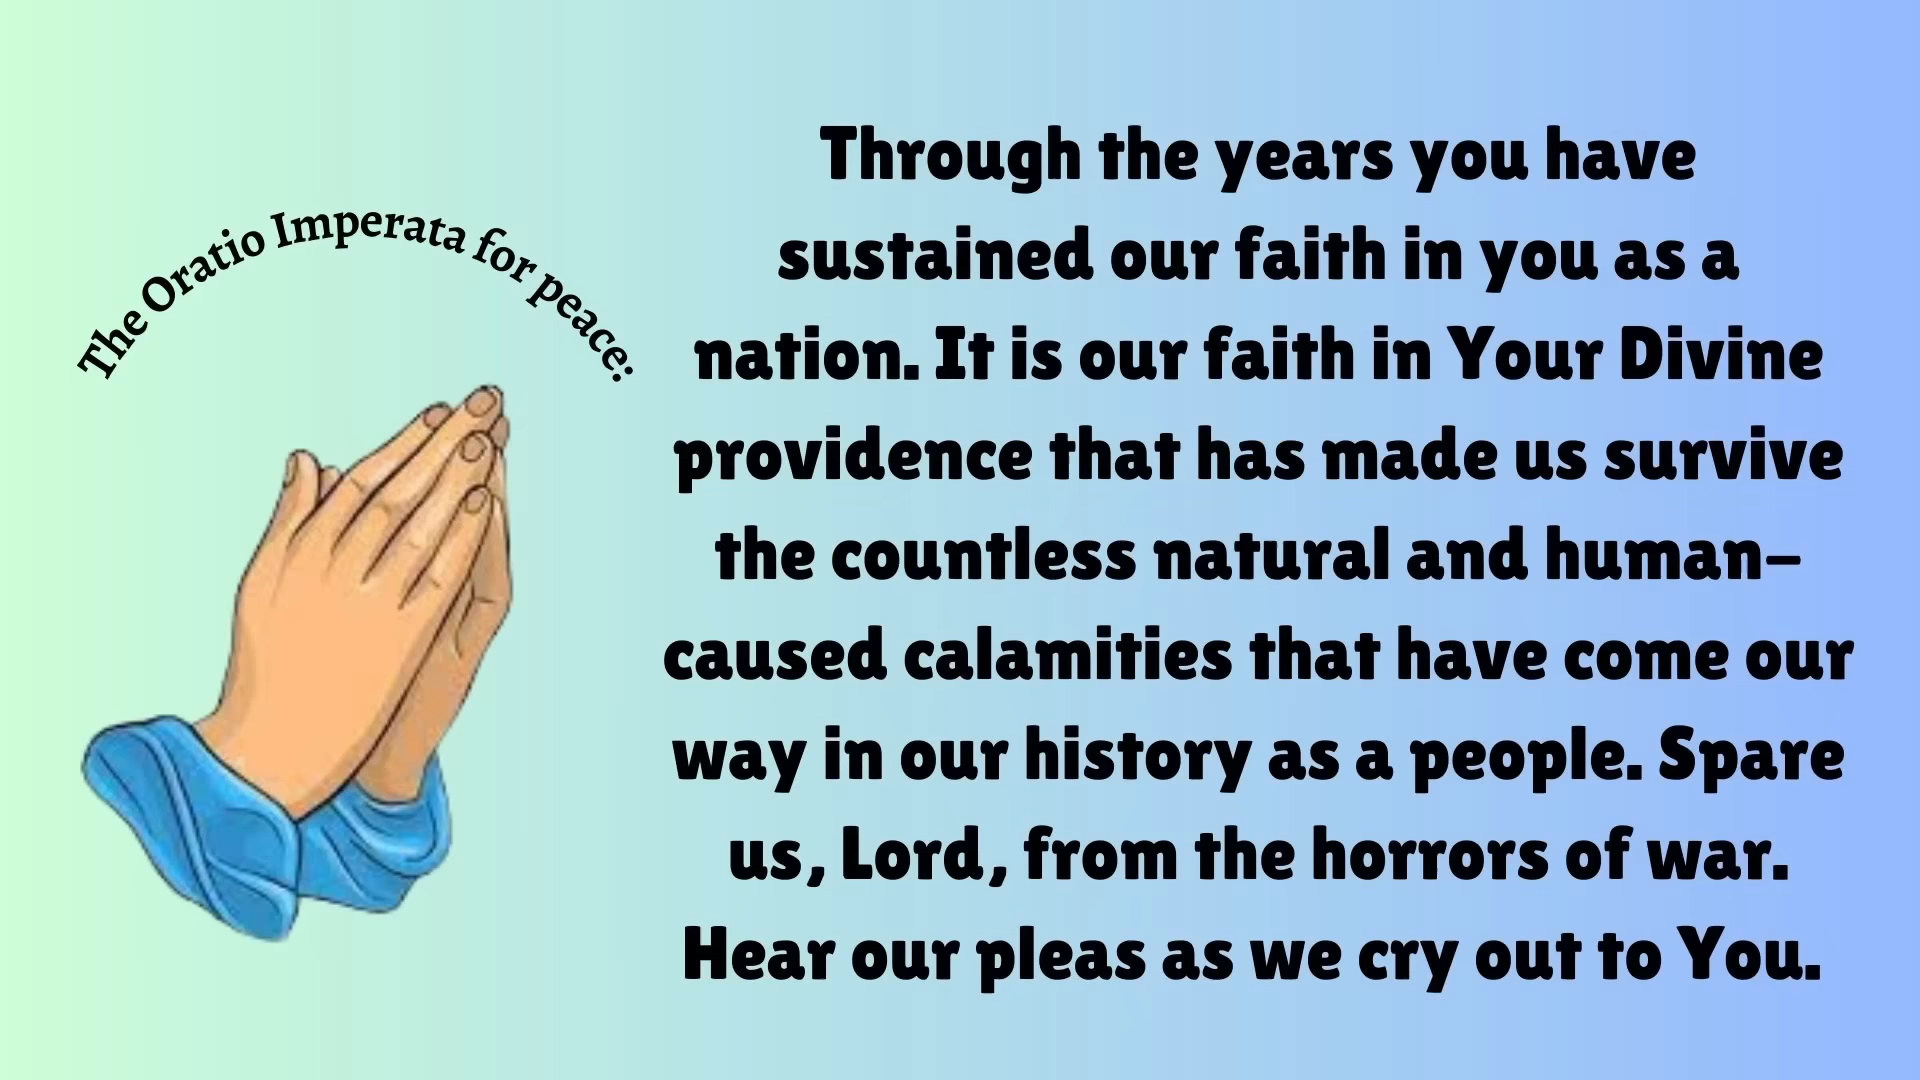 The Oratio Imperata for peace:
Through the years you have
sustained our faith in you as a
nation. It is our faith in Your Divine
providence that has made us survive
the countless natural and human-
caused calamities that have come our
way in our history as a people. Spare
us, Lord, from the horrors of war.
Hear our pleas as we cry out to You.